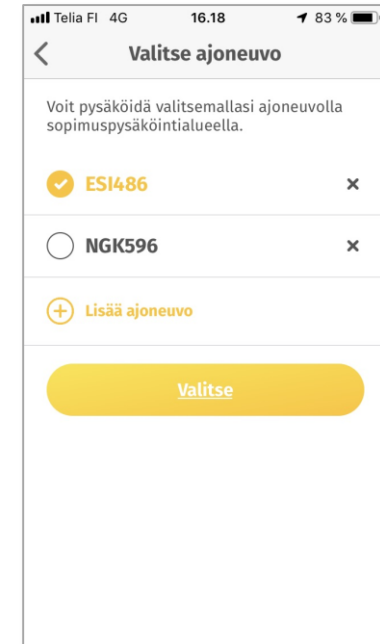 Telia FI 4G 16.18 83 %
Valitse ajoneuvo
Voit pysäköidä valitsemallasi ajoneuvolla
sopimuspysäköintialueella.
ESI486
NGK596
Lisää ajoneuvo
Valitse